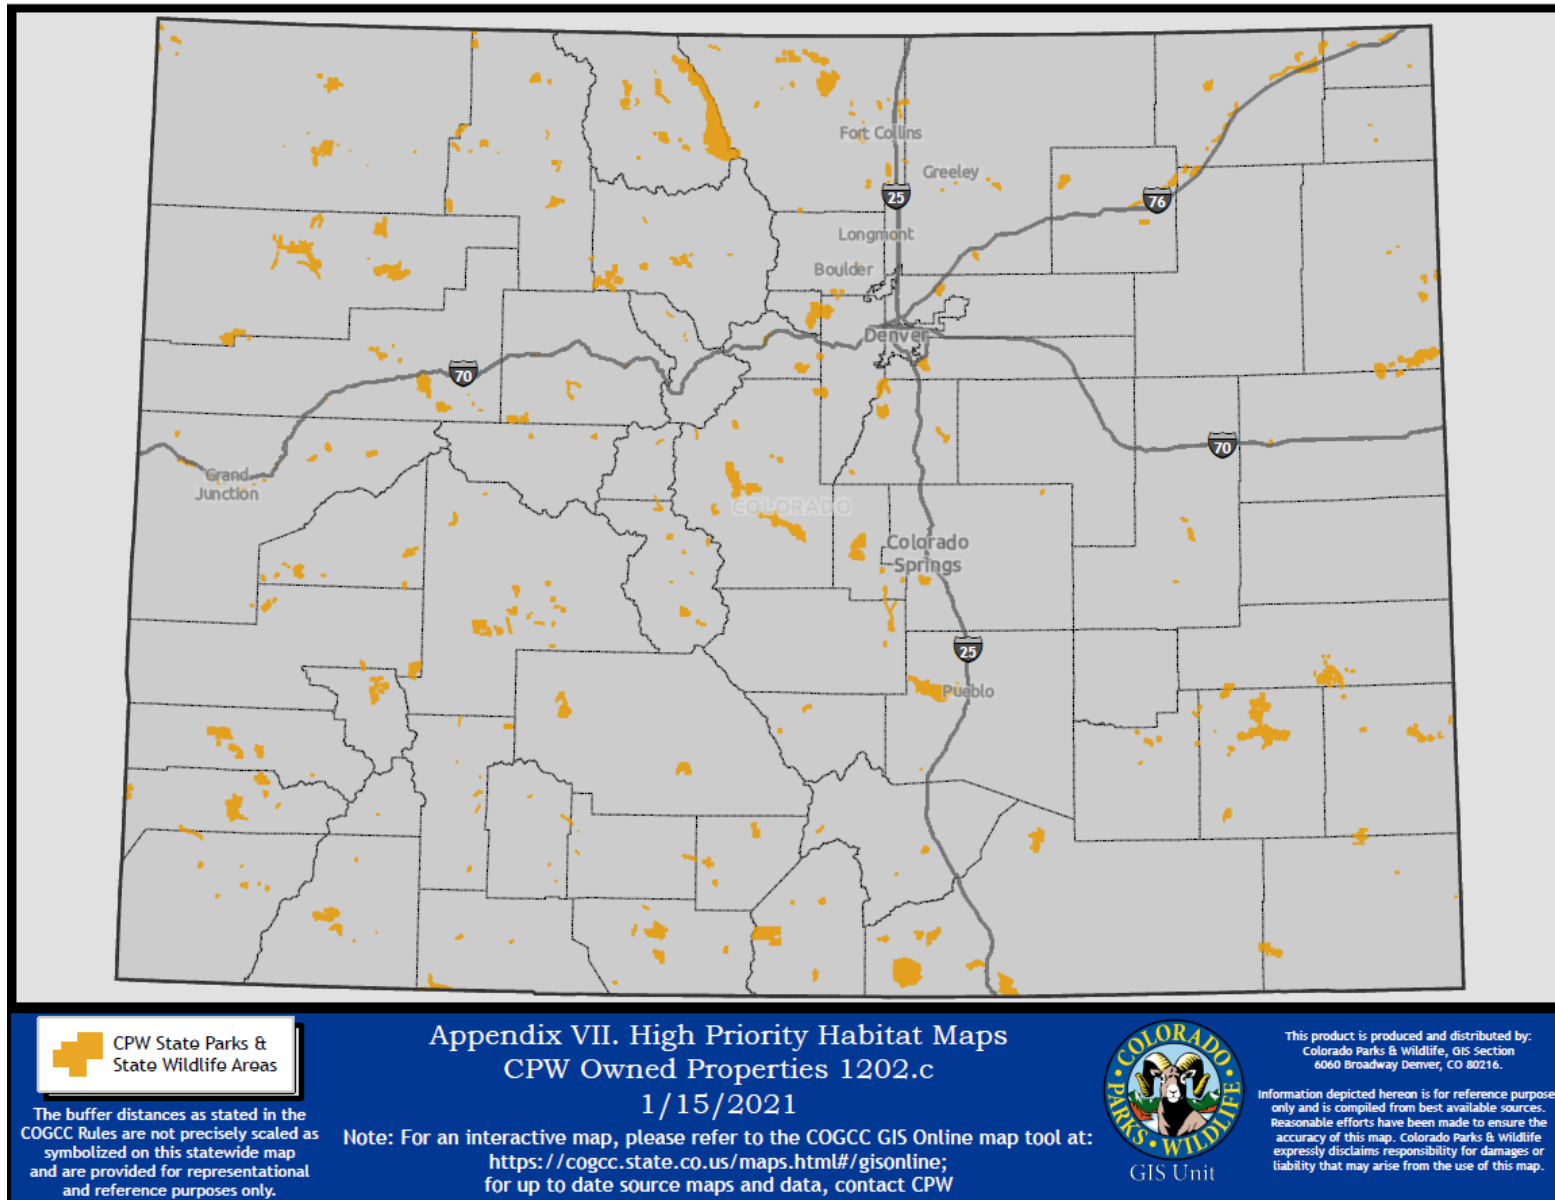 Fort Collins
Greeley
25
76
Longmont
Boulder
Denver
70
70
Grand
Junction
COLORADO
Colorado
Springs
25
Pueblo
CPW State Parks &
State Wildlife Areas
The buffer distances as stated in the
COGCC Rules are not precisely scaled as
symbolized on this statewide map
and are provided for representational
and reference purposes only.
Appendix VII. High Priority Habitat Maps
CPW Owned Properties 1202.c
1/15/2021
Note: For an interactive map, please refer to the COGCC GIS Online map tool at:
https://cogcc.state.co.us/maps.html#/gisonline;
for up to date source maps and data, contact CPW
COLORADO
PARKS & WILDLIFE
GIS Unit
This product is produced and distributed by:
Colorado Parks & Wildlife, GIS Section
6060 Broadway Denver, CO 80216.
Information depicted hereon is for reference purpose
only and is compiled from best available sources.
Reasonable efforts have been made to ensure the
accuracy of this map. Colorado Parks & Wildlife
expressly disclaims responsibility for damages or
liability that may arise from the use of this map.